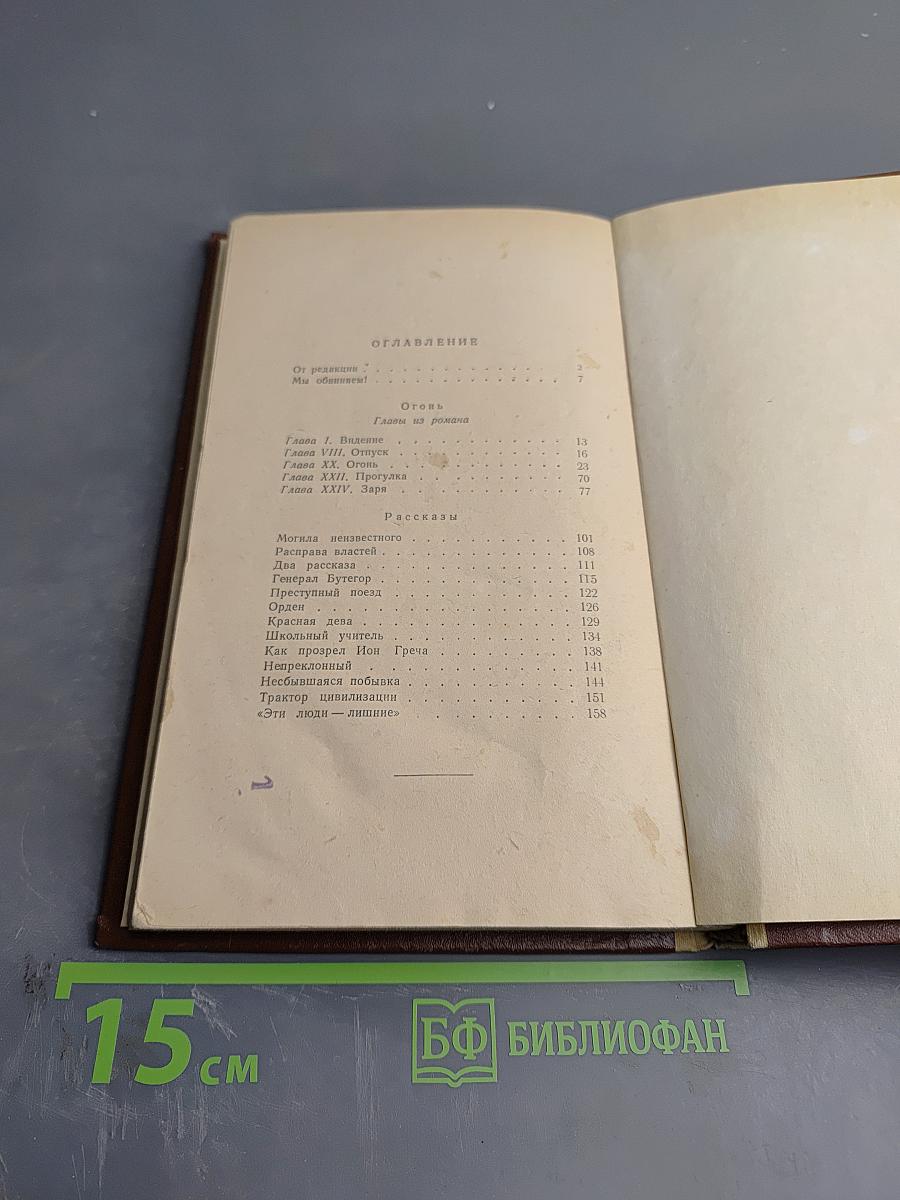 ОГЛАВЛЕНИЕ
От редакции . . . . . . . . . . . . . . 2
Мы обвиняем! . . . . . . . . . . . . . 7
Огонь
Главы из романа
Глава I. Видение . . . . . . . . . . . . 13
Глава VIII. Отпуск . . . . . . . . . . . . 16
Глава XX. Огонь . . . . . . . . . . . . 23
Глава XXII. Прогулка . . . . . . . . . . . 70
Глава XXIV. Заря . . . . . . . . . . . . 77
Рассказы
Могила неизвестного . . . . . . . . . . . 101
Расправа властей . . . . . . . . . . . . . 108
Два рассказа . . . . . . . . . . . . . . 111
Генерал Бутегор . . . . . . . . . . . . . 115
Преступный поезд . . . . . . . . . . . . 122
Орден . . . . . . . . . . . . . . . . . 126
Красная дева . . . . . . . . . . . . . . 129
Школьный учитель . . . . . . . . . . . . 134
Как прозрел Ион Греча . . . . . . . . . 138
Непреклонный . . . . . . . . . . . . . 141
Несбывшаяся побывка . . . . . . . . . . . 144
Трактор цивилизации . . . . . . . . . . . 151
«Эти люди — лишние» . . . . . . . . . . 158
15 см
БФ БИБЛИОФАН